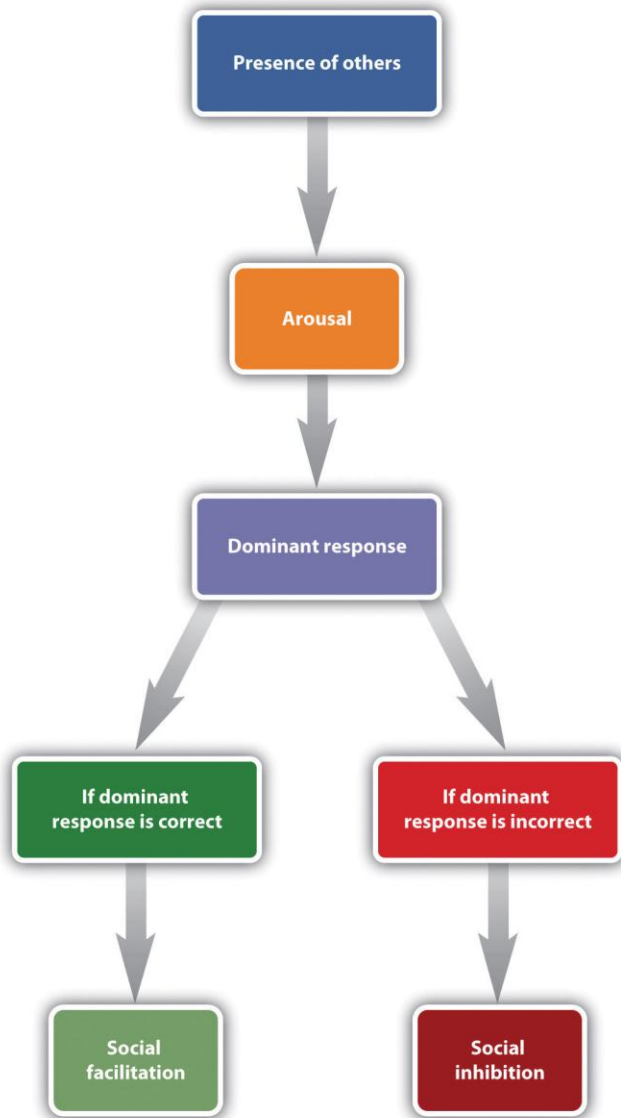 Presence of others
Arousal
Dominant response
If dominant
response is correct
If dominant
response is incorrect
Social
facilitation
Social
inhibition